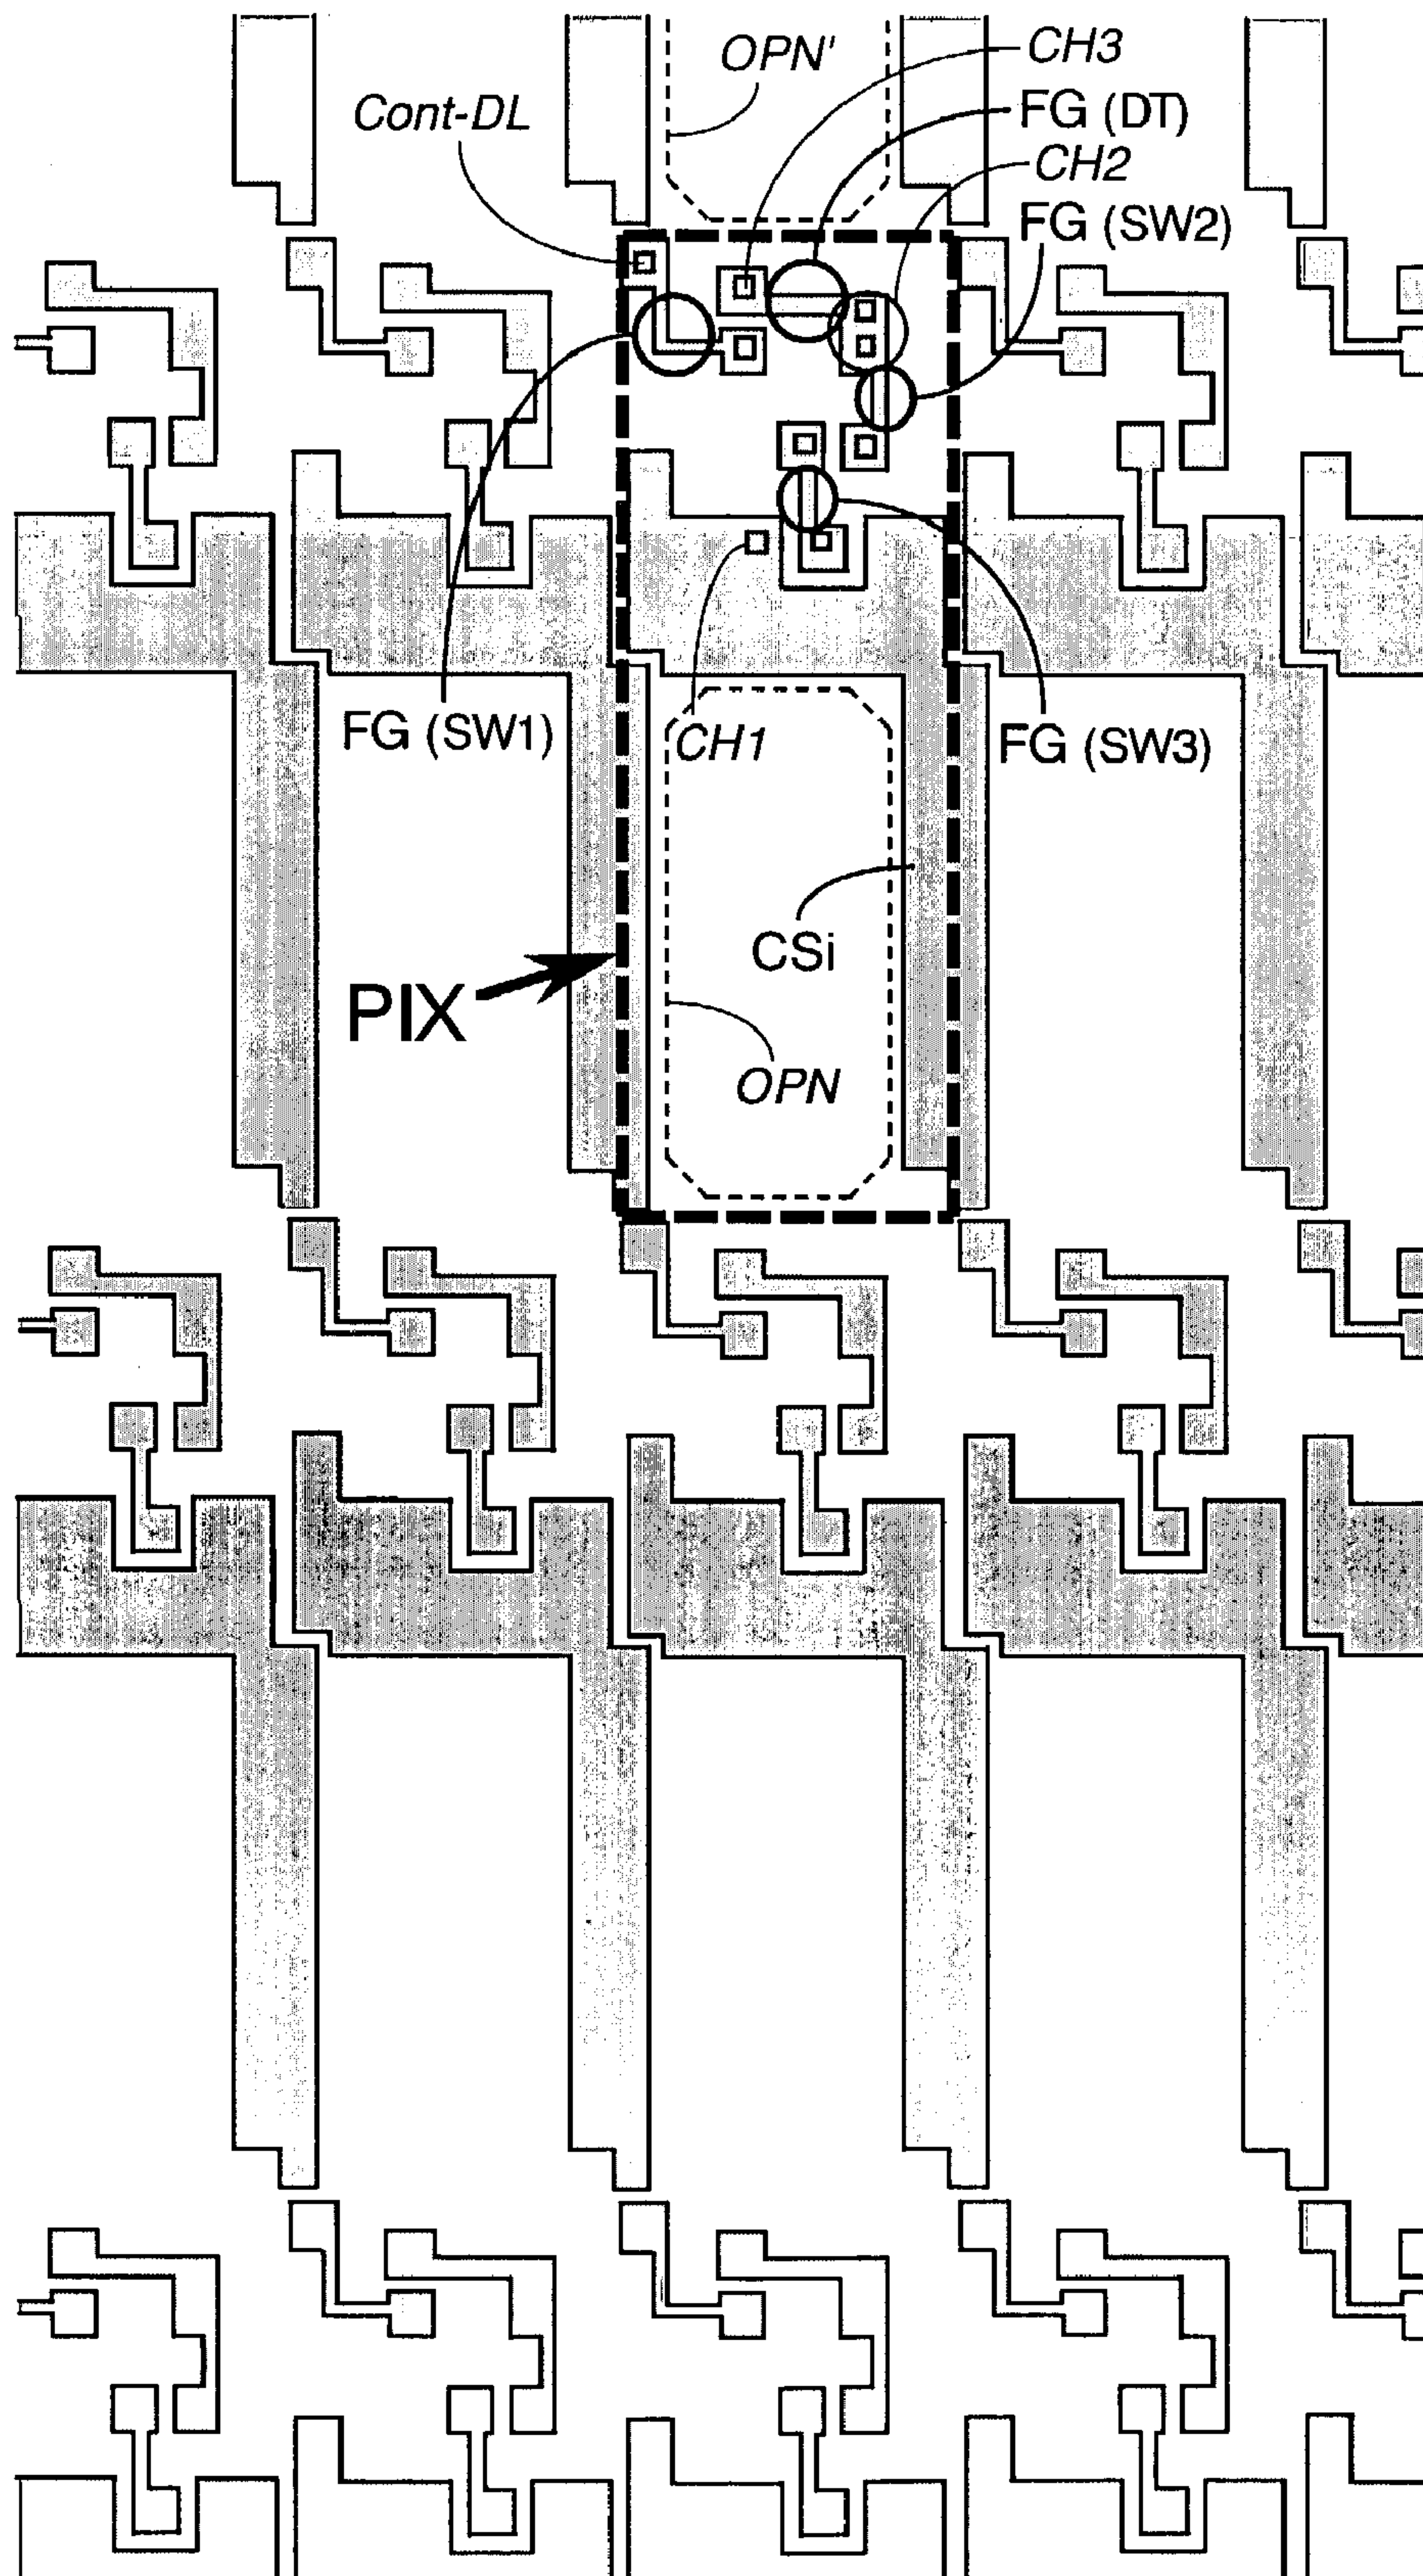 OPN'
CH3
Cont-DL
FG (DT)
CH2
FG (SW2)
FG (SW1)
CH1
FG (SW3)
CSi
PIX
OPN